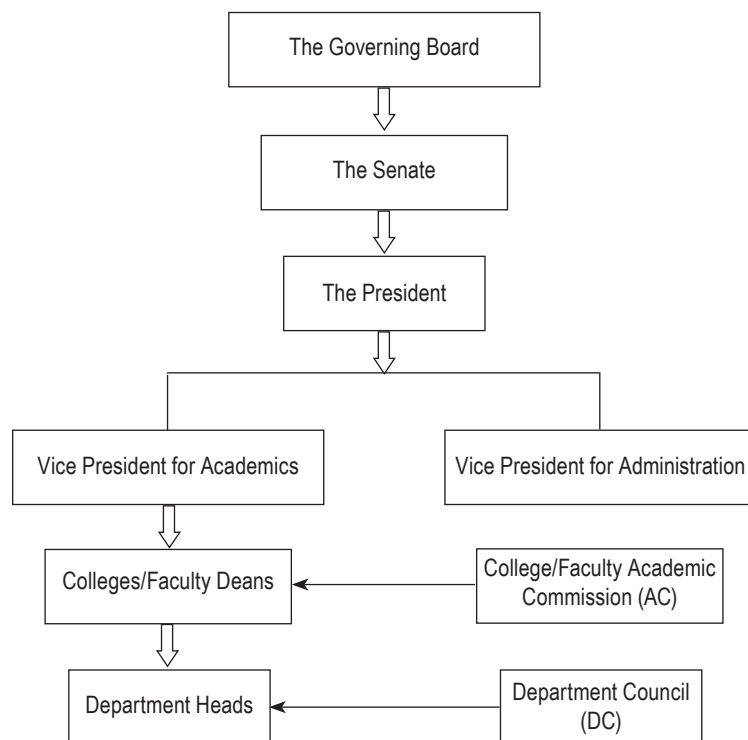 The Governing Board
The Senate
The President
Vice President for Academics
Vice President for Administration
Colleges/Faculty Deans
College/Faculty Academic
Commission (AC)
Department Heads
Department Council
(DC)